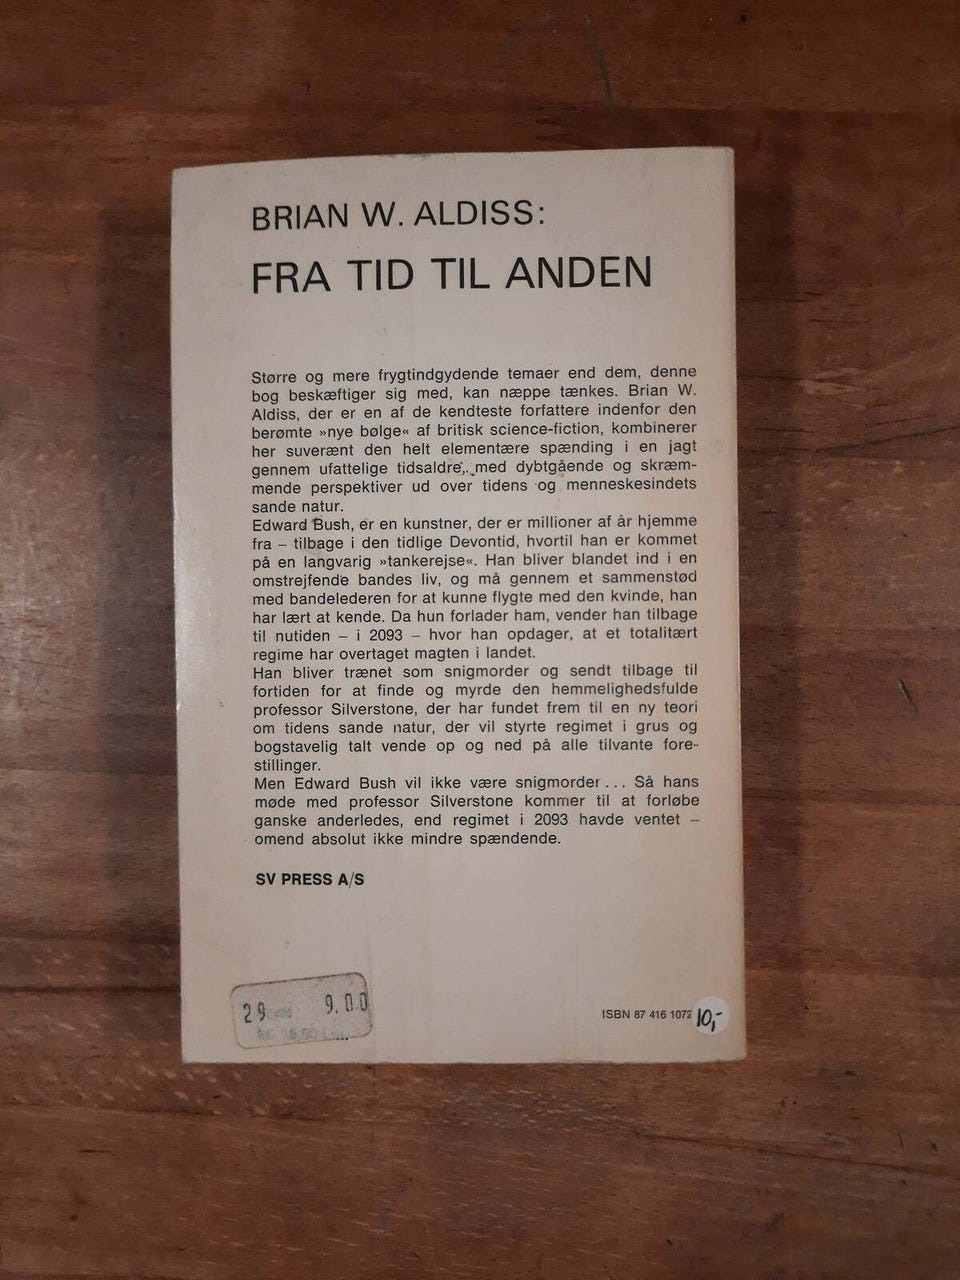 BRIAN W. ALDISS:
FRA TID TIL ANDEN
Større og mere frygtindgydende temaer end dem, denne
bog beskæftiger sig med, kan næppe tænkes. Brian W.
Aldiss, der er en af de kendteste forfattere indenfor den
berømte »nye bølge« af britisk science-fiction, kombinerer
her suverænt den helt elementære spænding i en jagt
gennem ufattelige tidsaldre, med dybtgående og skræm-
mende perspektiver ud over tidens og menneskesindets
sande natur.
Edward Bush, er en kunstner, der er millioner af år hjemme
fra – tilbage i den tidlige Devontid, hvortil han er kommet
på en langvarig »tankerejse«. Han bliver blandet ind i en
omstrejfende bandes liv, og må gennem et sammenstød
med bandelederen for at kunne flygte med den kvinde, han
har lært at kende. Da hun forlader ham, vender han tilbage
til nutiden – i 2093 – hvor han opdager, at et totalitært
regime har overtaget magten i landet.
Han bliver trænet som snigmorder og sendt tilbage til
fortiden for at finde og myrde den hemmelighedsfulde
professor Silverstone, der har fundet frem til en ny teori
om tidens sande natur, der vil styrte regimet i grus og
bogstavelig talt vende op og ned på alle tilvante fore-
stillinger.
Men Edward Bush vil ikke være snigmorder... Så hans
møde med professor Silverstone kommer til at forløbe
ganske anderledes, end regimet i 2093 havde ventet –
omend absolut ikke mindre spændende.
SV PRESS A/S
29 9.00
ISBN 87 416 1072
10,-